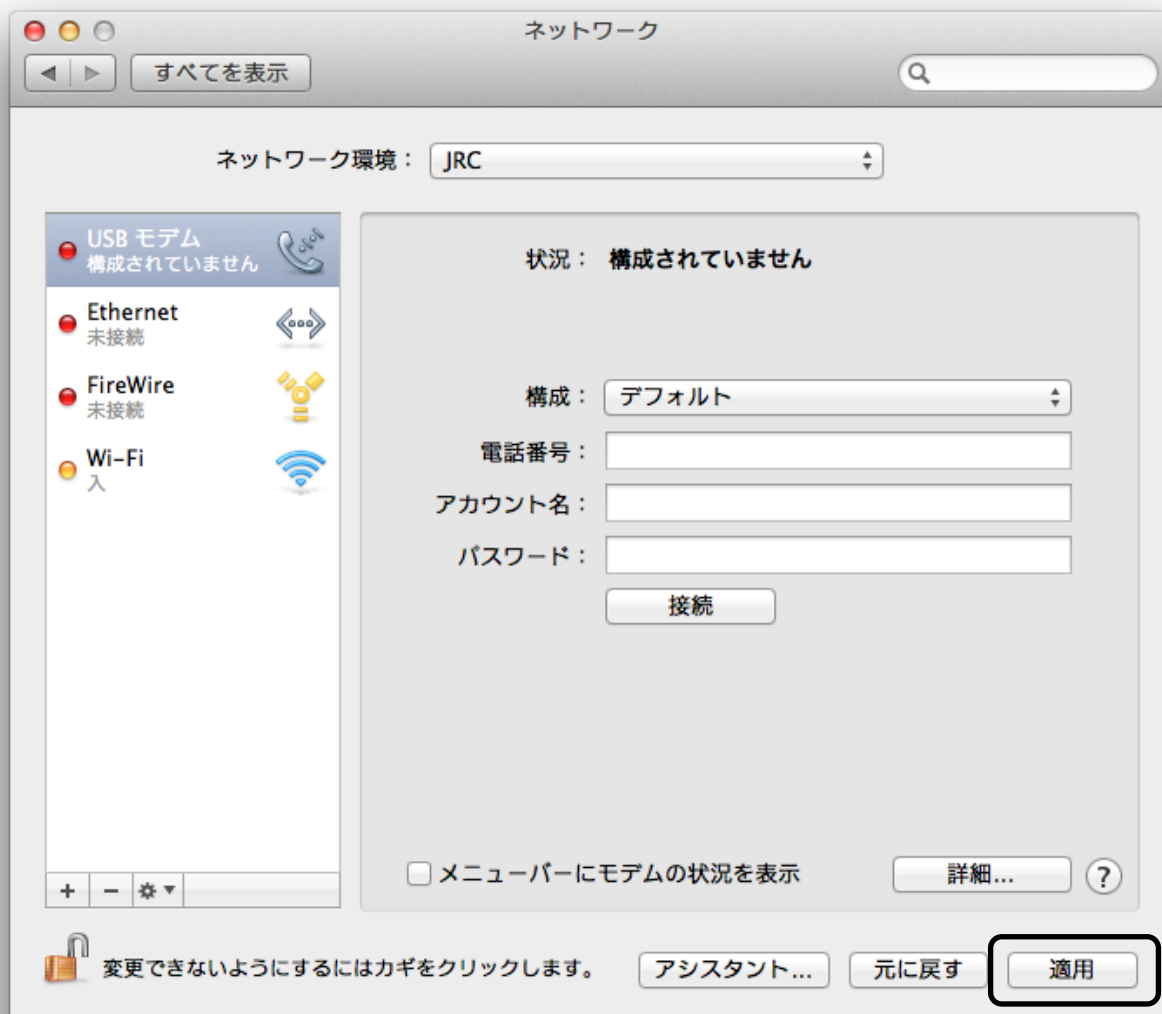 ネットワーク
すべてを表示
ネットワーク環境： JRC
USB モデム
構成されていません
Ethernet
未接続
FireWire
未接続
Wi-Fi
入
状況： 構成されていません
構成： デフォルト
電話番号：
アカウント名：
パスワード：
接続
メニューバーにモデムの状況を表示
詳細...
?
変更できないようにするにはカギをクリックします。
アシスタント...
元に戻す
適用